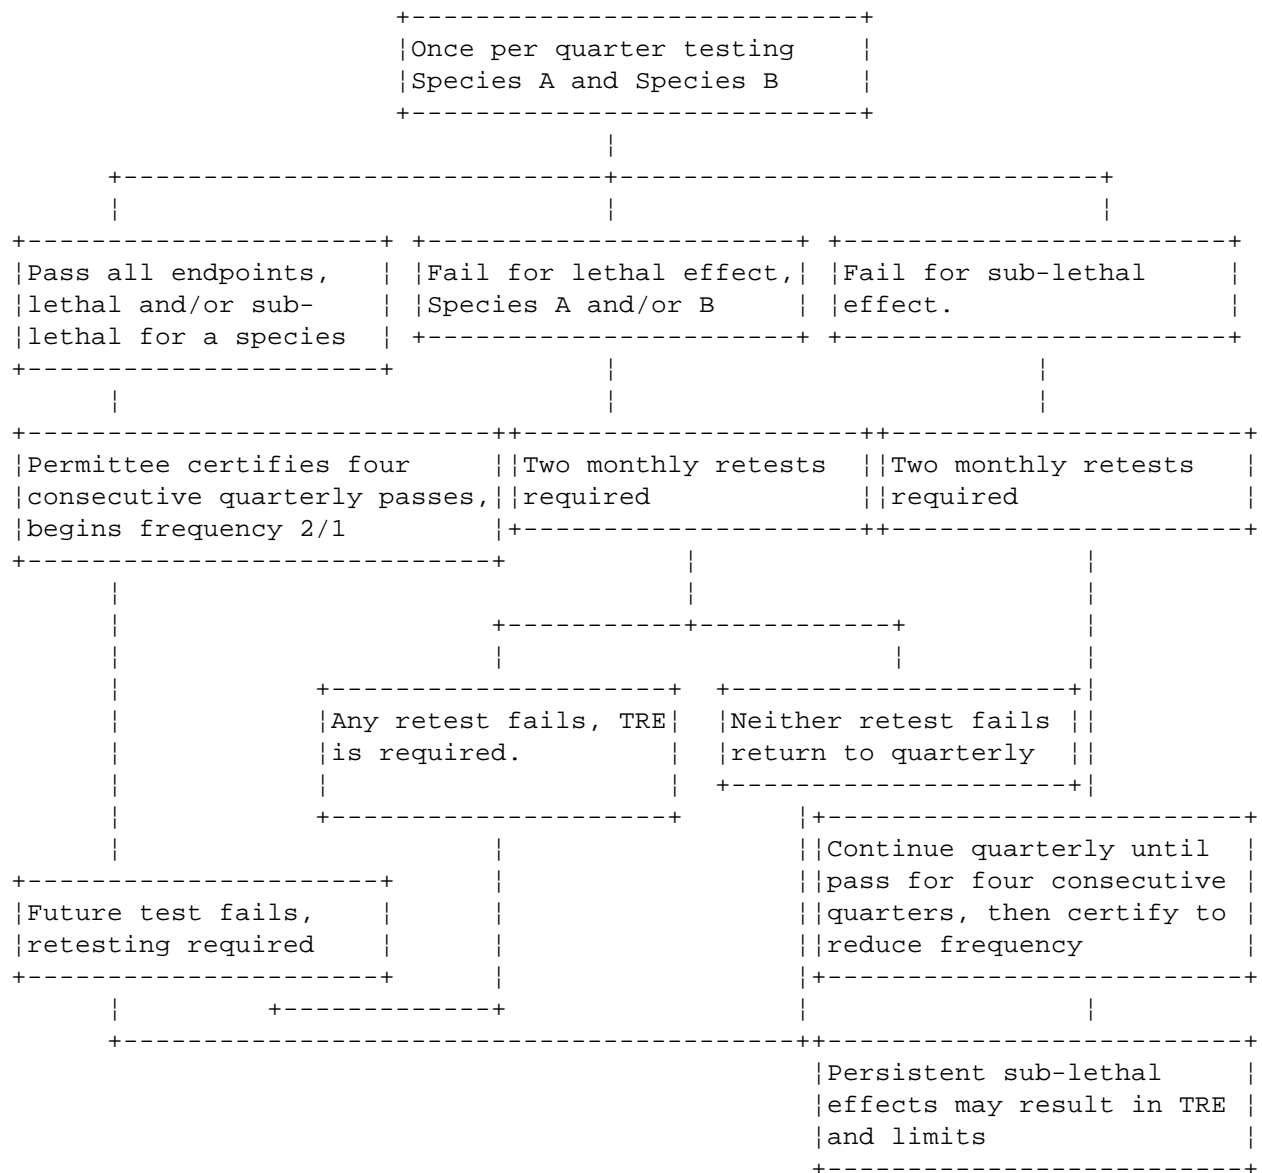 Once per quarter testing
Species A and Species B
Pass all endpoints,
lethal and/or sub-
lethal for a species
Fail for lethal effect,
Species A and/or B
Fail for sub-lethal
effect.
Permittee certifies four
consecutive quarterly passes,
begins frequency 2/1
Two monthly retests
required
Two monthly retests
required
Any retest fails, TRE
is required.
Neither retest fails
return to quarterly
Continue quarterly until
pass for four consecutive
quarters, then certify to
reduce frequency
Future test fails,
retesting required
Persistent sub-lethal
effects may result in TRE
and limits